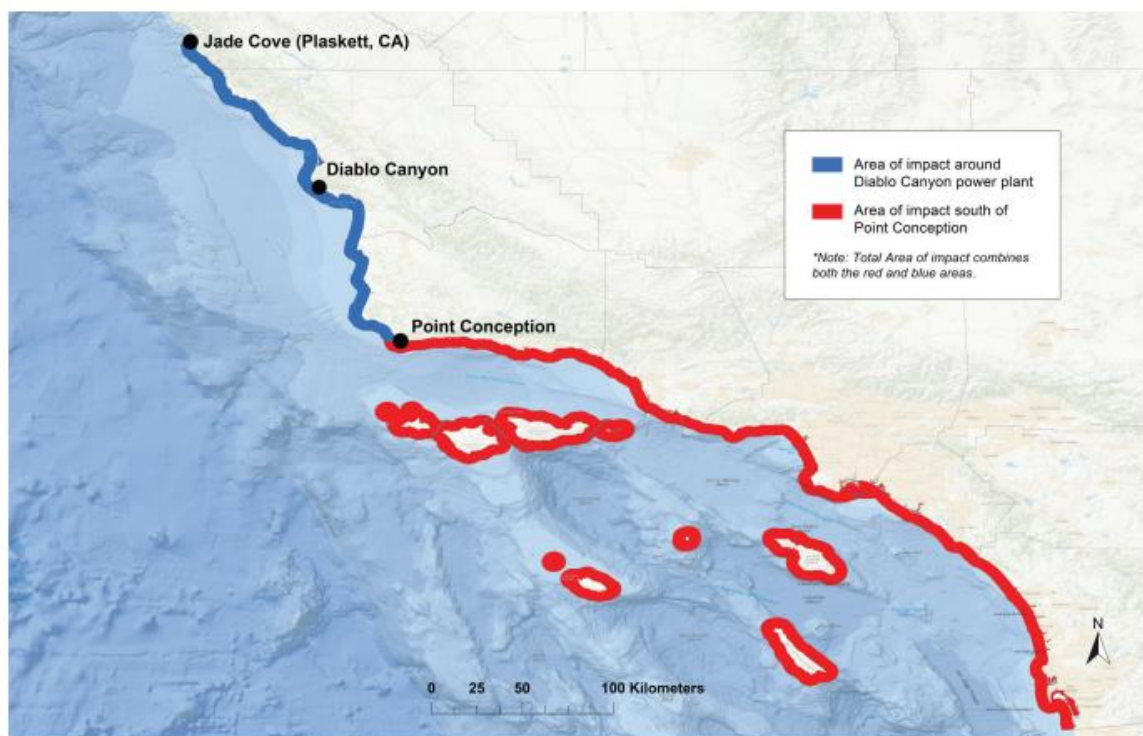 Jade Cove (Plaskett, CA)
Diablo Canyon
Area of impact around
Diablo Canyon power plant
Area of impact south of
Point Conception
*Note: Total Area of impact combines
both the red and blue areas.
Point Conception
N
0 25 50 100 Kilometers